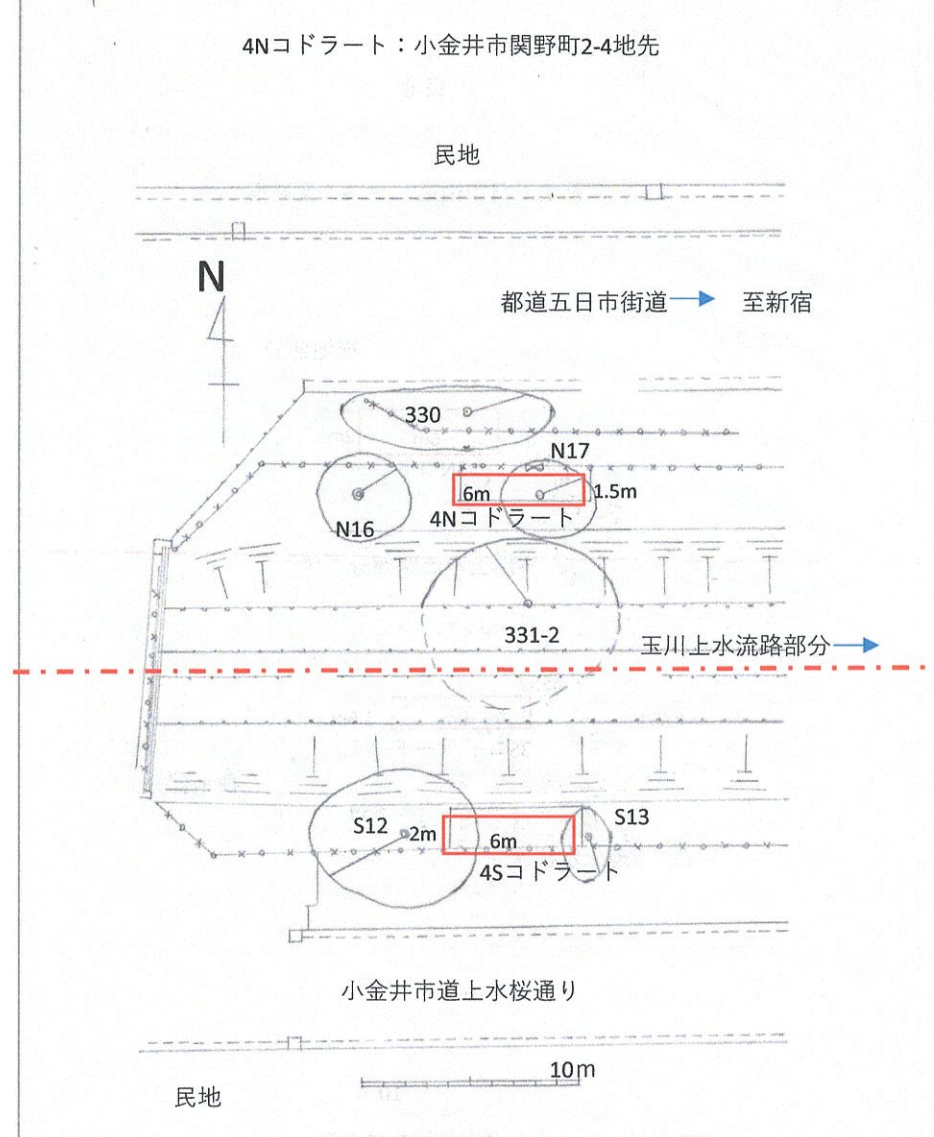 4Nコドラート：小金井市関野町2-4地先
民地
N
都道五日市街道 至新宿
330
N17
6m
1.5m
4Nコドラート
N16
331-2
玉川上水流路部分
S12
2m
6m
S13
4Sコドラート
小金井市道上水桜通り
10m
民地